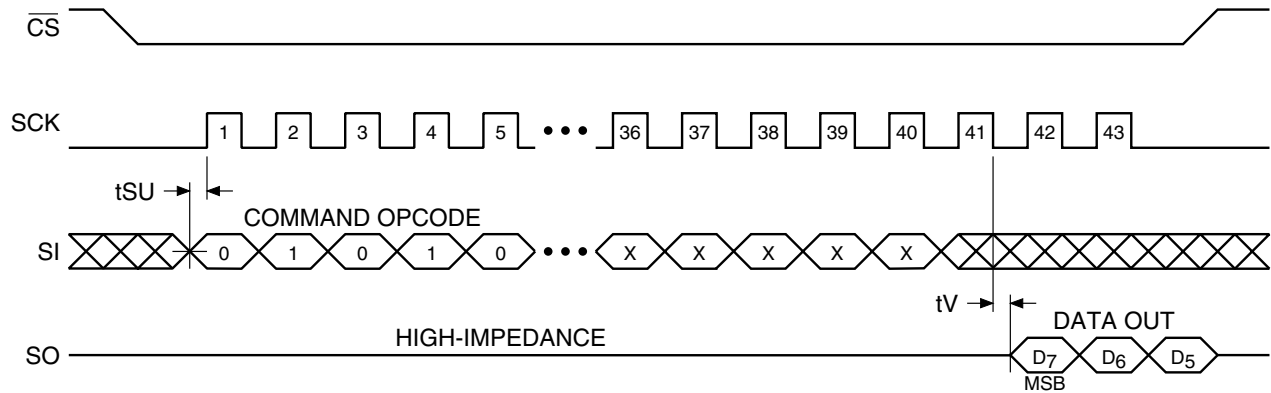 CS
SCK
1 2 3 4 5 ••• 36 37 38 39 40 41 42 43
tSU
COMMAND OPCODE
SI
0 1 0 1 0 ••• X X X X X
tV
HIGH-IMPEDANCE
DATA OUT
SO
D7 D6 D5
MSB